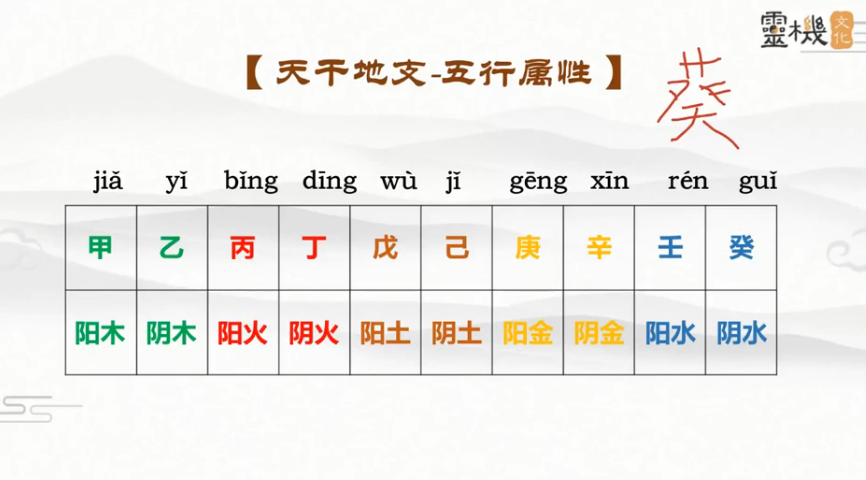 靈機文化
【天干地支-五行属性】
葵
jiǎ yǐ bǐng dīng wù jǐ gēng xīn rén guǐ
甲 乙 丙 丁 戊 己 庚 辛 壬 癸
阳木 阴木 阳火 阴火 阳土 阴土 阳金 阴金 阳水 阴水